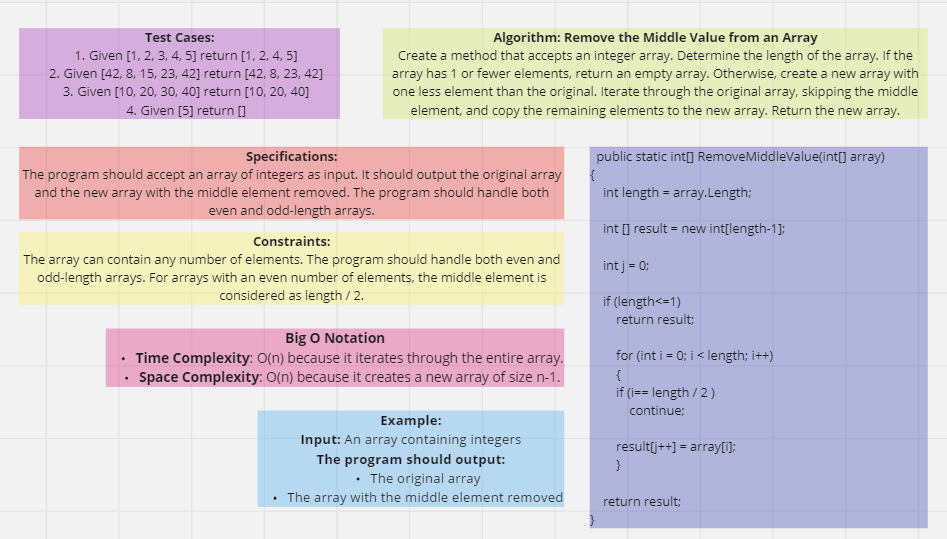 Test Cases:
1. Given [1, 2, 3, 4, 5] return [1, 2, 4, 5]
2. Given [42, 8, 15, 23, 42] return [42, 8, 23, 42]
3. Given [10, 20, 30, 40] return [10, 20, 40]
4. Given [5] return []
Algorithm: Remove the Middle Value from an Array
Create a method that accepts an integer array. Determine the length of the array. If the
array has 1 or fewer elements, return an empty array. Otherwise, create a new array with
one less element than the original. Iterate through the original array, skipping the middle
element, and copy the remaining elements to the new array. Return the new array.
Specifications:
The program should accept an array of integers as input. It should output the original array
and the new array with the middle element removed. The program should handle both
even and odd-length arrays.
Constraints:
The array can contain any number of elements. The program should handle both even and
odd-length arrays. For arrays with an even number of elements, the middle element is
considered as length / 2.
Big O Notation
• Time Complexity: O(n) because it iterates through the entire array.
• Space Complexity: O(n) because it creates a new array of size n-1.
Example:
Input: An array containing integers
The program should output:
• The original array
• The array with the middle element removed
public static int[] RemoveMiddleValue(int[] array)
{
int length = array.Length;
int [] result = new int[length-1];
int j = 0;
if (length<=1)
return result;
for (int i = 0; i < length; i++)
{
if (i== length / 2 )
continue;
result[j++] = array[i];
}
return result;
}